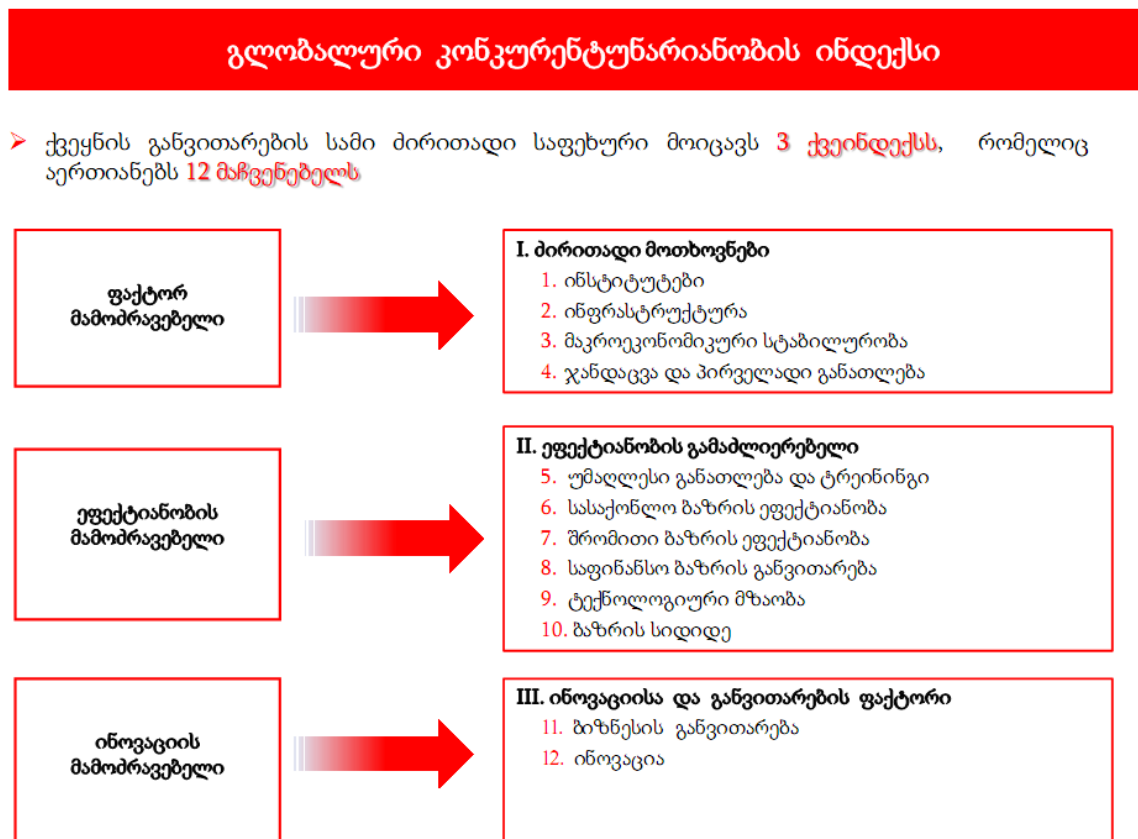 გლობალური კონკურენტუნარიანობის ინდექსი
➢ ქვეყნის განვითარების სამი ძირითადი საფეხური მოიცავს 3 ქვეინდექსს, რომელიც
აერთიანებს 12 მაჩვენებელს
ფაქტორ
მამოძრავებელი
I. ძირითადი მოთხოვნები
1. ინსტიტუტები
2. ინფრასტრუქტურა
3. მაკროეკონომიკური სტაბილურობა
4. ჯანდაცვა და პირველადი განათლება
ეფექტიანობის
მამოძრავებელი
II. ეფექტიანობის გამაძლიერებელი
5. უმაღლესი განათლება და ტრეინინგი
6. სასაქონლო ბაზრის ეფექტიანობა
7. შრომითი ბაზრის ეფექტიანობა
8. საფინანსო ბაზრის განვითარება
9. ტექნოლოგიური მზაობა
10. ბაზრის სიდიდე
ინოვაციის
მამოძრავებელი
III. ინოვაციისა და განვითარების ფაქტორი
11. ბიზნესის განვითარება
12. ინოვაცია